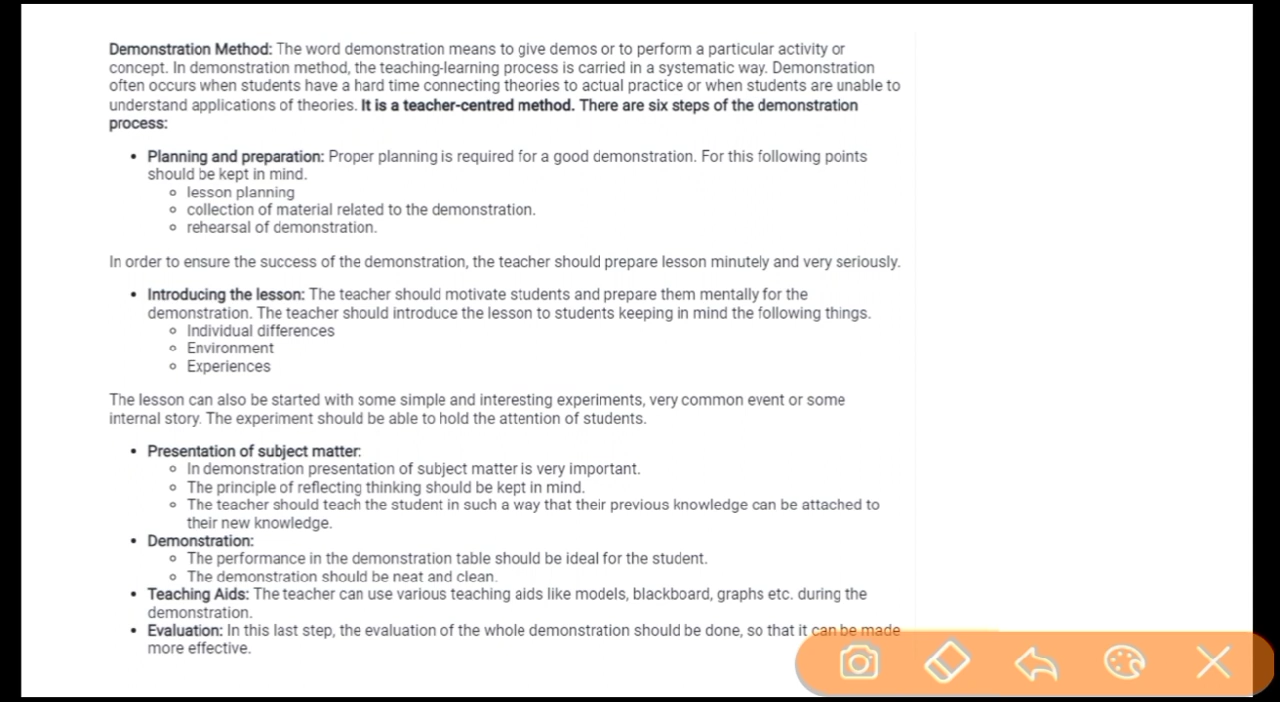 Demonstration Method: The word demonstration means to give demos or to perform a particular activity or
concept. In demonstration method, the teaching-learning process is carried in a systematic way. Demonstration
often occurs when students have a hard time connecting theories to actual practice or when students are unable to
understand applications of theories. It is a teacher-centred method. There are six steps of the demonstration
process:
• Planning and preparation: Proper planning is required for a good demonstration. For this following points
should be kept in mind.
○ lesson planning
○ collection of material related to the demonstration.
○ rehearsal of demonstration.
In order to ensure the success of the demonstration, the teacher should prepare lesson minutely and very seriously.
• Introducing the lesson: The teacher should motivate students and prepare them mentally for the
demonstration. The teacher should introduce the lesson to students keeping in mind the following things.
○ Individual differences
○ Environment
○ Experiences
The lesson can also be started with some simple and interesting experiments, very common event or some
internal story. The experiment should be able to hold the attention of students.
• Presentation of subject matter:
○ In demonstration presentation of subject matter is very important.
○ The principle of reflecting thinking should be kept in mind.
○ The teacher should teach the student in such a way that their previous knowledge can be attached to
their new knowledge.
• Demonstration:
○ The performance in the demonstration table should be ideal for the student.
○ The demonstration should be neat and clean.
• Teaching Aids: The teacher can use various teaching aids like models, blackboard, graphs etc. during the
demonstration.
• Evaluation: In this last step, the evaluation of the whole demonstration should be done, so that it can be made
more effective.